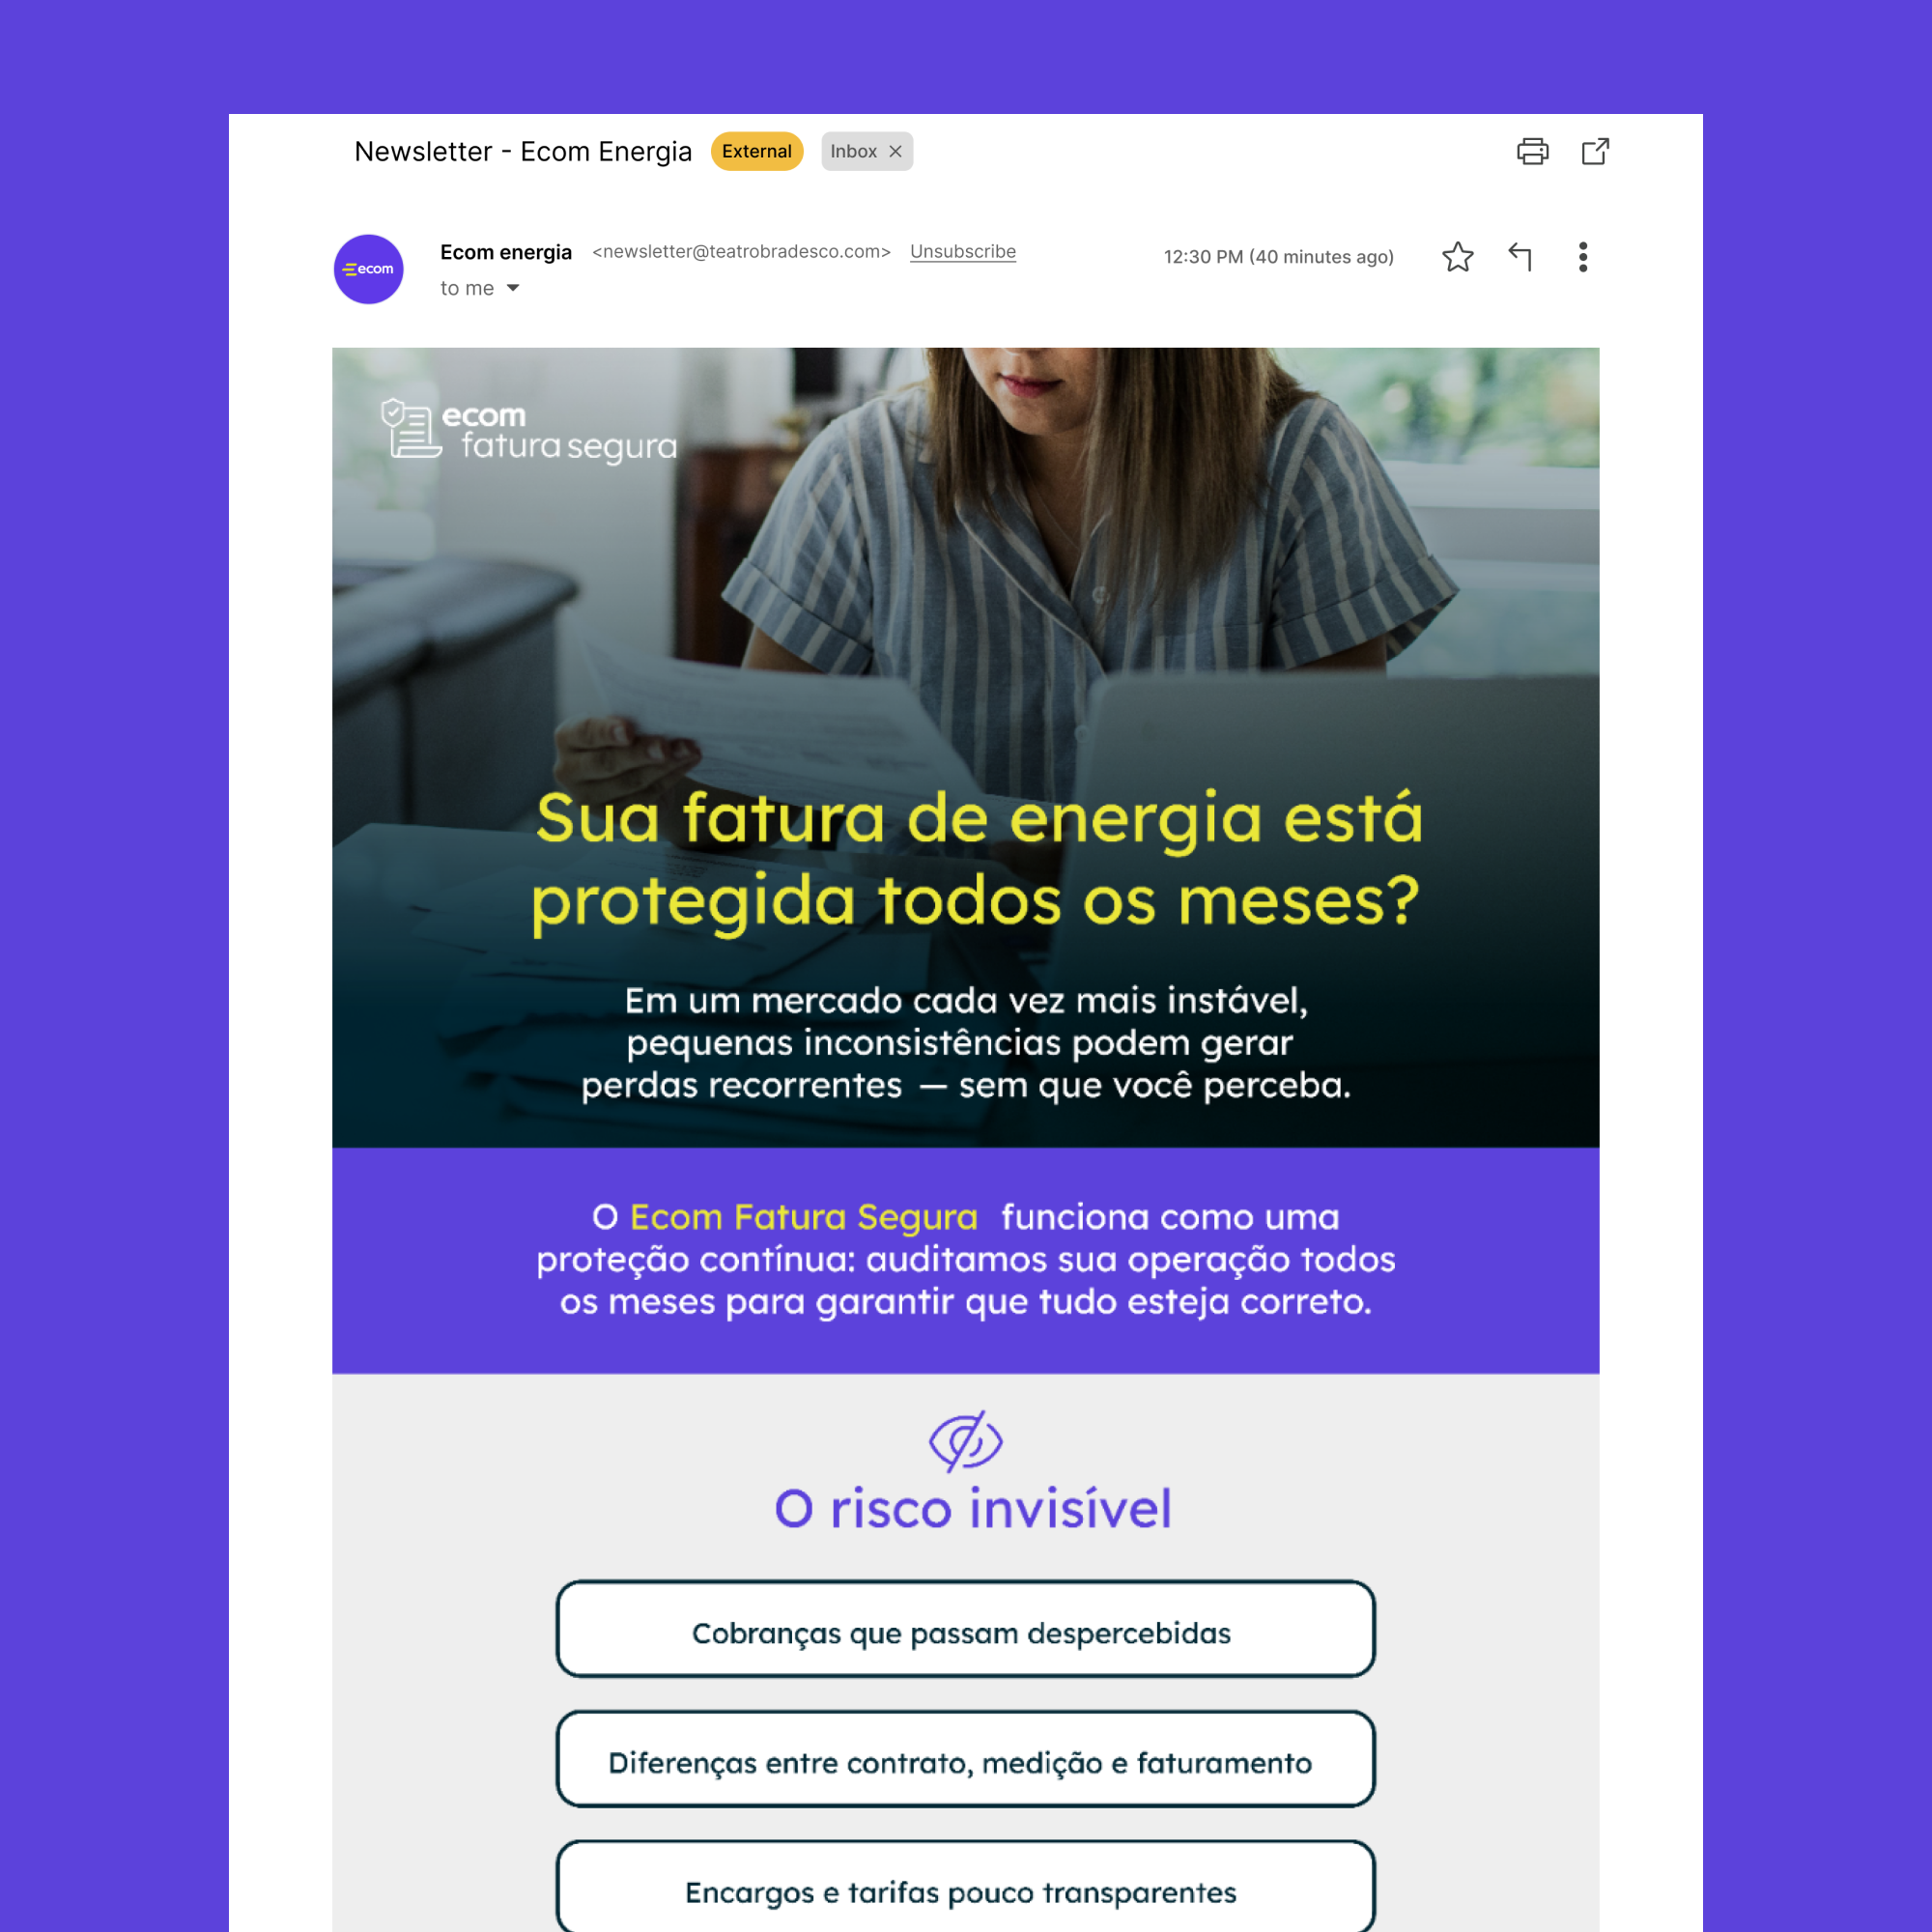 Newsletter - Ecom Energia External Inbox
ecom
Ecom energia <newsletter@teatrobradesco.com> Unsubscribe 12:30 PM (40 minutes ago)
to me
ecom
fatura segura
Sua fatura de energia está
protegida todos os meses?
Em um mercado cada vez mais instável,
pequenas inconsistências podem gerar
perdas recorrentes — sem que você perceba.
O Ecom Fatura Segura funciona como uma
proteção contínua: auditamos sua operação todos
os meses para garantir que tudo esteja correto.
O risco invisível
Cobranças que passam despercebidas
Diferenças entre contrato, medição e faturamento
Encargos e tarifas pouco transparentes